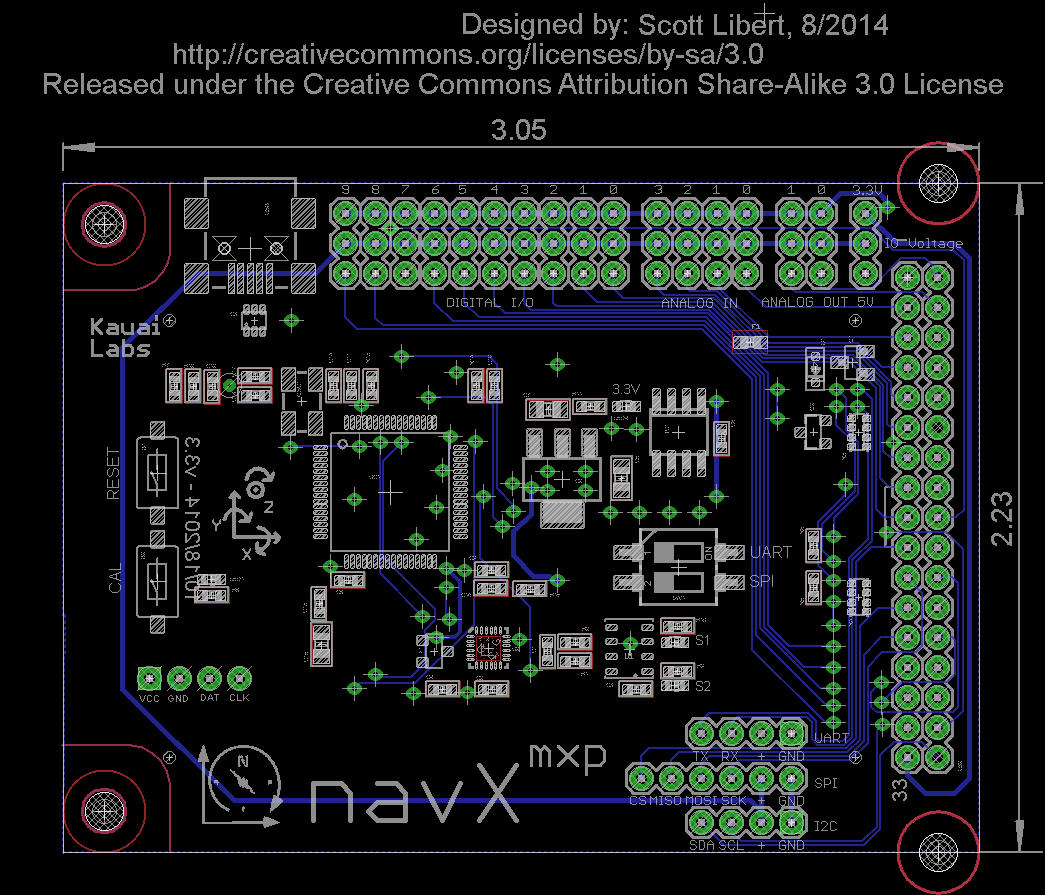 Designed by: Scott Libert, 8/2014
http://creativecommons.org/licenses/by-sa/3.0
Released under the Creative Commons Attribution Share-Alike 3.0 License
3.05
9 8 7 6 5 4 3 2 1 0 3 2 1 0 1 0 3.3V
IO-Voltage
DIGITAL I/O ANALOG IN ANALOG OUT 5V
Kauai
Labs
3.3V
RESET
CAL
Y
Z
X
2.23
ON
1
2
UART
SPI
S1
S2
VCC GND DAT CLK
UART
TX RX + GND
N
navX
mxp
SPI
CS MISO MOSI SCK + GND
33
I2C
SDA SCL + GND